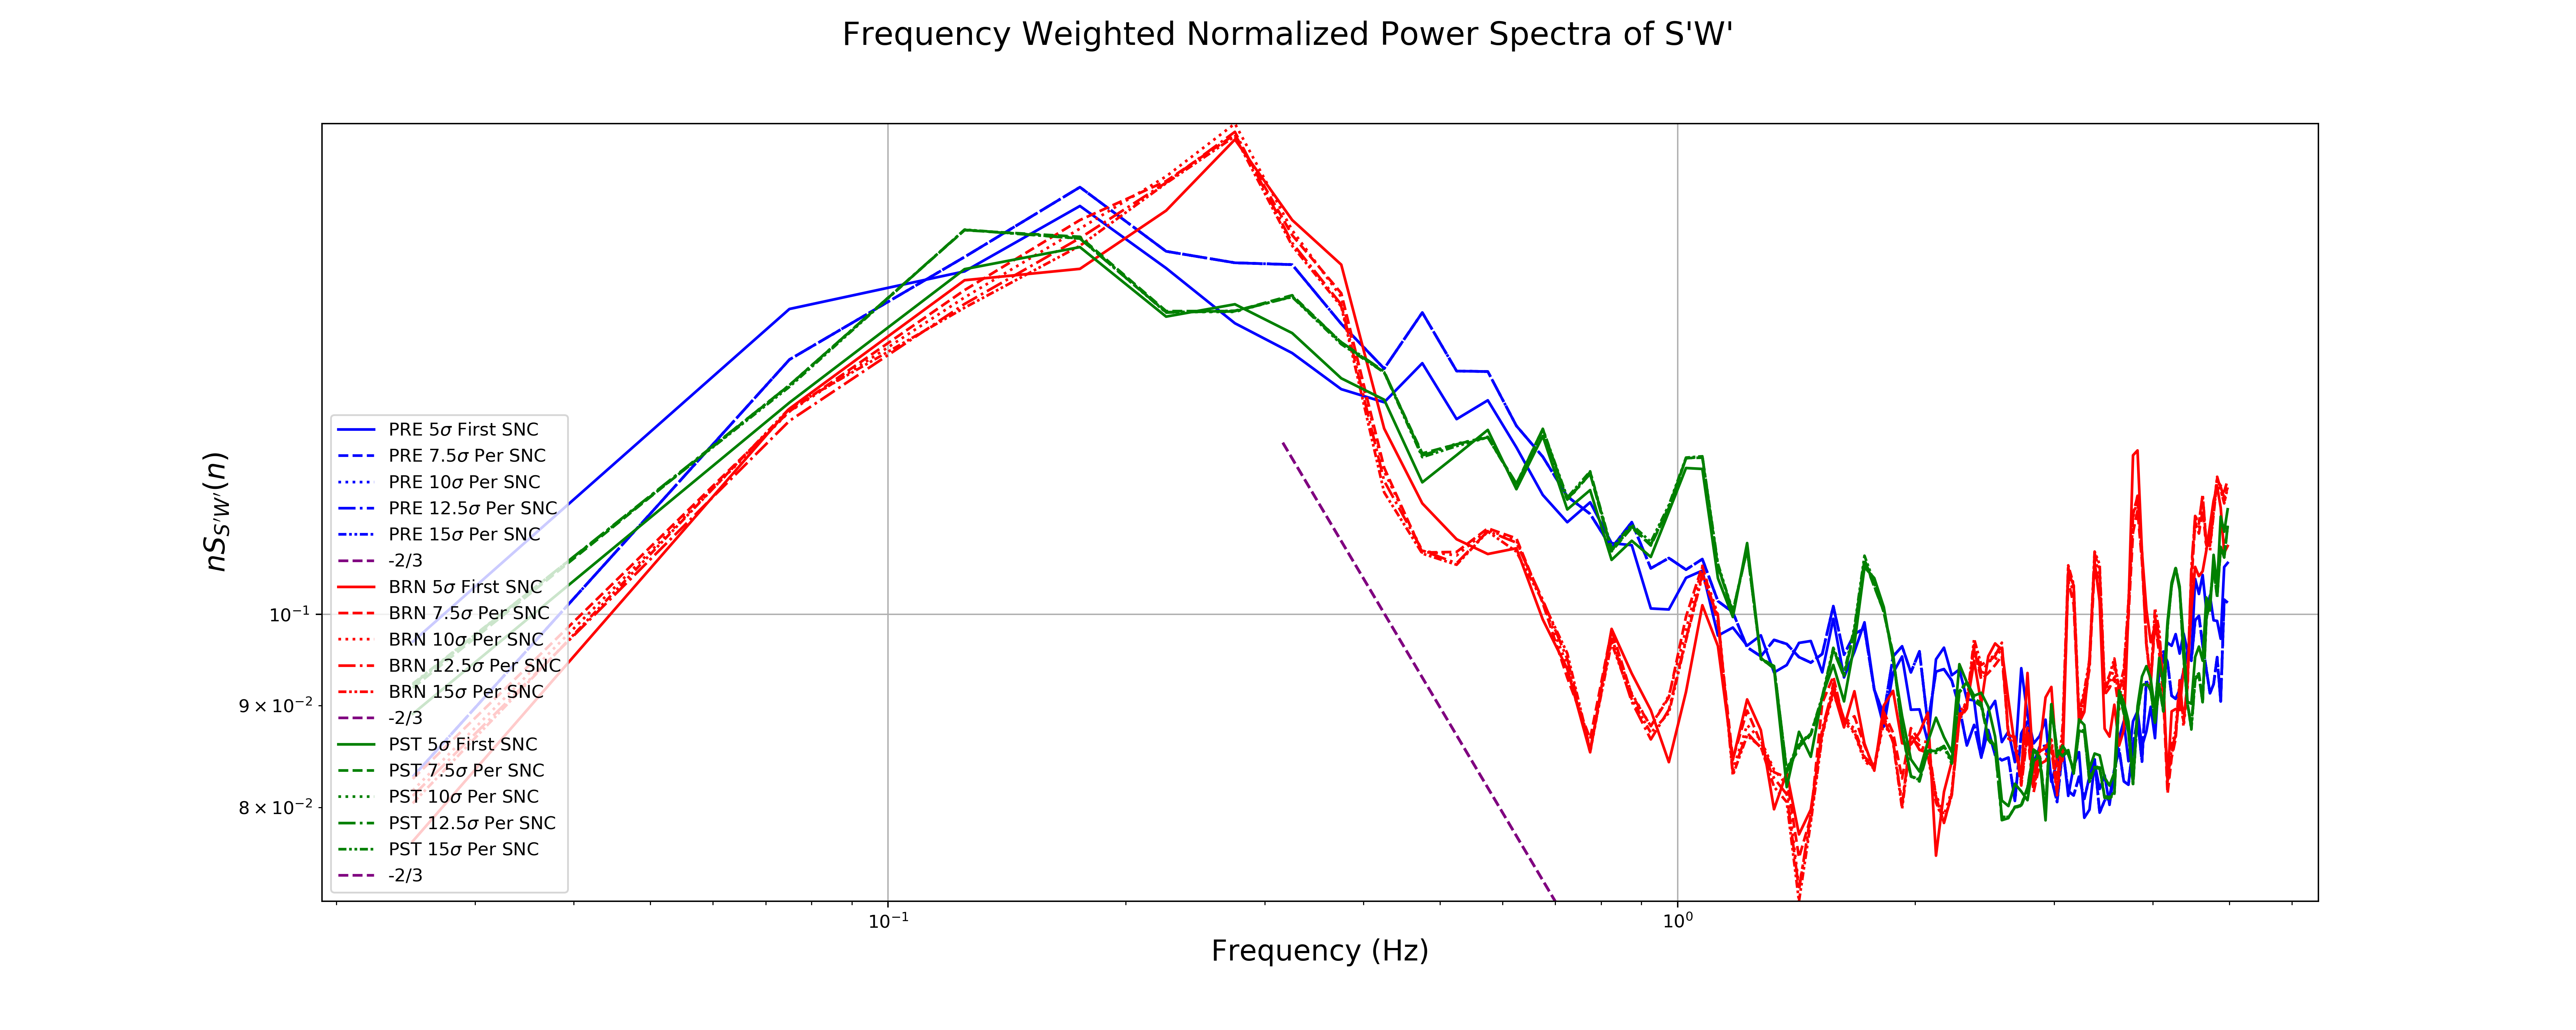 Frequency Weighted Normalized Power Spectra of S'W'
nS_{S'W'}(n)
10⁻¹
9 × 10⁻²
8 × 10⁻²
PRE 5σ First SNC
PRE 7.5σ Per SNC
PRE 10σ Per SNC
PRE 12.5σ Per SNC
PRE 15σ Per SNC
-2/3
BRN 5σ First SNC
BRN 7.5σ Per SNC
BRN 10σ Per SNC
BRN 12.5σ Per SNC
BRN 15σ Per SNC
-2/3
PST 5σ First SNC
PST 7.5σ Per SNC
PST 10σ Per SNC
PST 12.5σ Per SNC
PST 15σ Per SNC
-2/3
10⁻¹ 10⁰
Frequency (Hz)